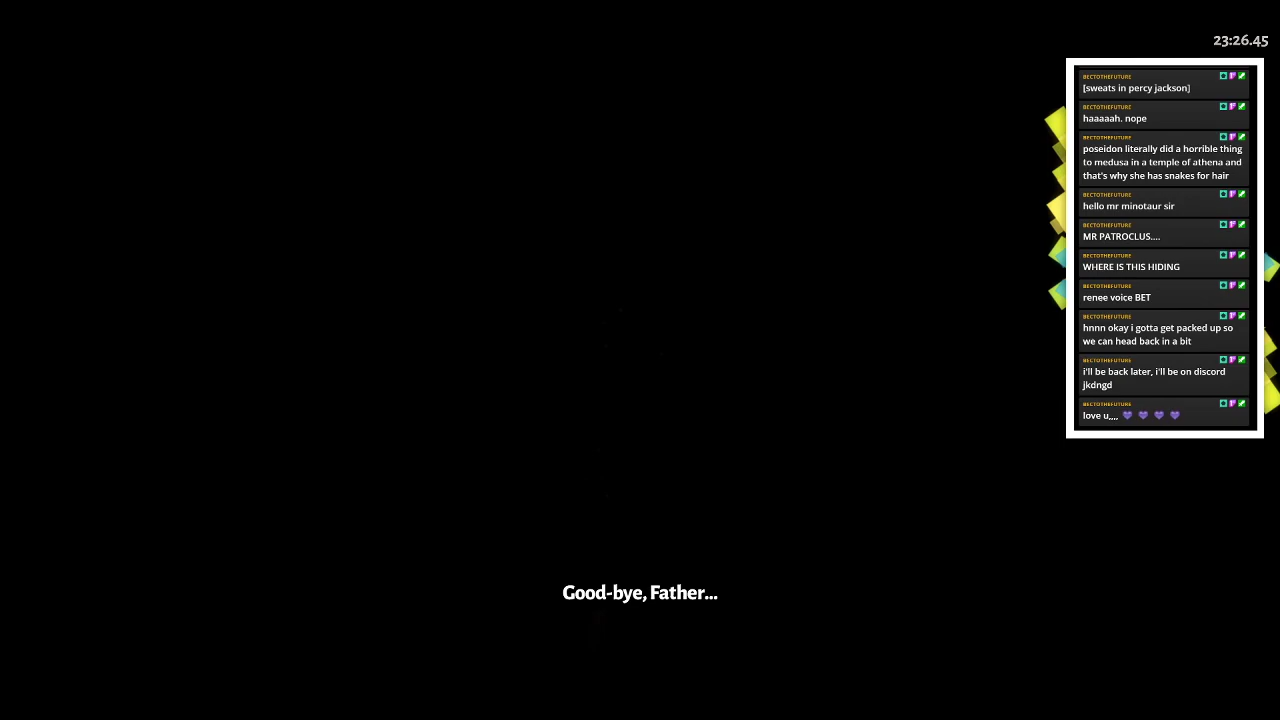 23:26.45
BECTOTHEFUTURE
[sweats in percy jackson]
BECTOTHEFUTURE
haaaaah. nope
BECTOTHEFUTURE
poseidon literally did a horrible thing
to medusa in a temple of athena and
that's why she has snakes for hair
BECTOTHEFUTURE
hello mr minotaur sir
BECTOTHEFUTURE
MR PATROCLUS....
BECTOTHEFUTURE
WHERE IS THIS HIDING
BECTOTHEFUTURE
renee voice BET
BECTOTHEFUTURE
hnnn okay i gotta get packed up so
we can head back in a bit
BECTOTHEFUTURE
i'll be back later, i'll be on discord
jkdngd
BECTOTHEFUTURE
love u,,,, 💜 💜 💜 💜
Good-bye, Father...